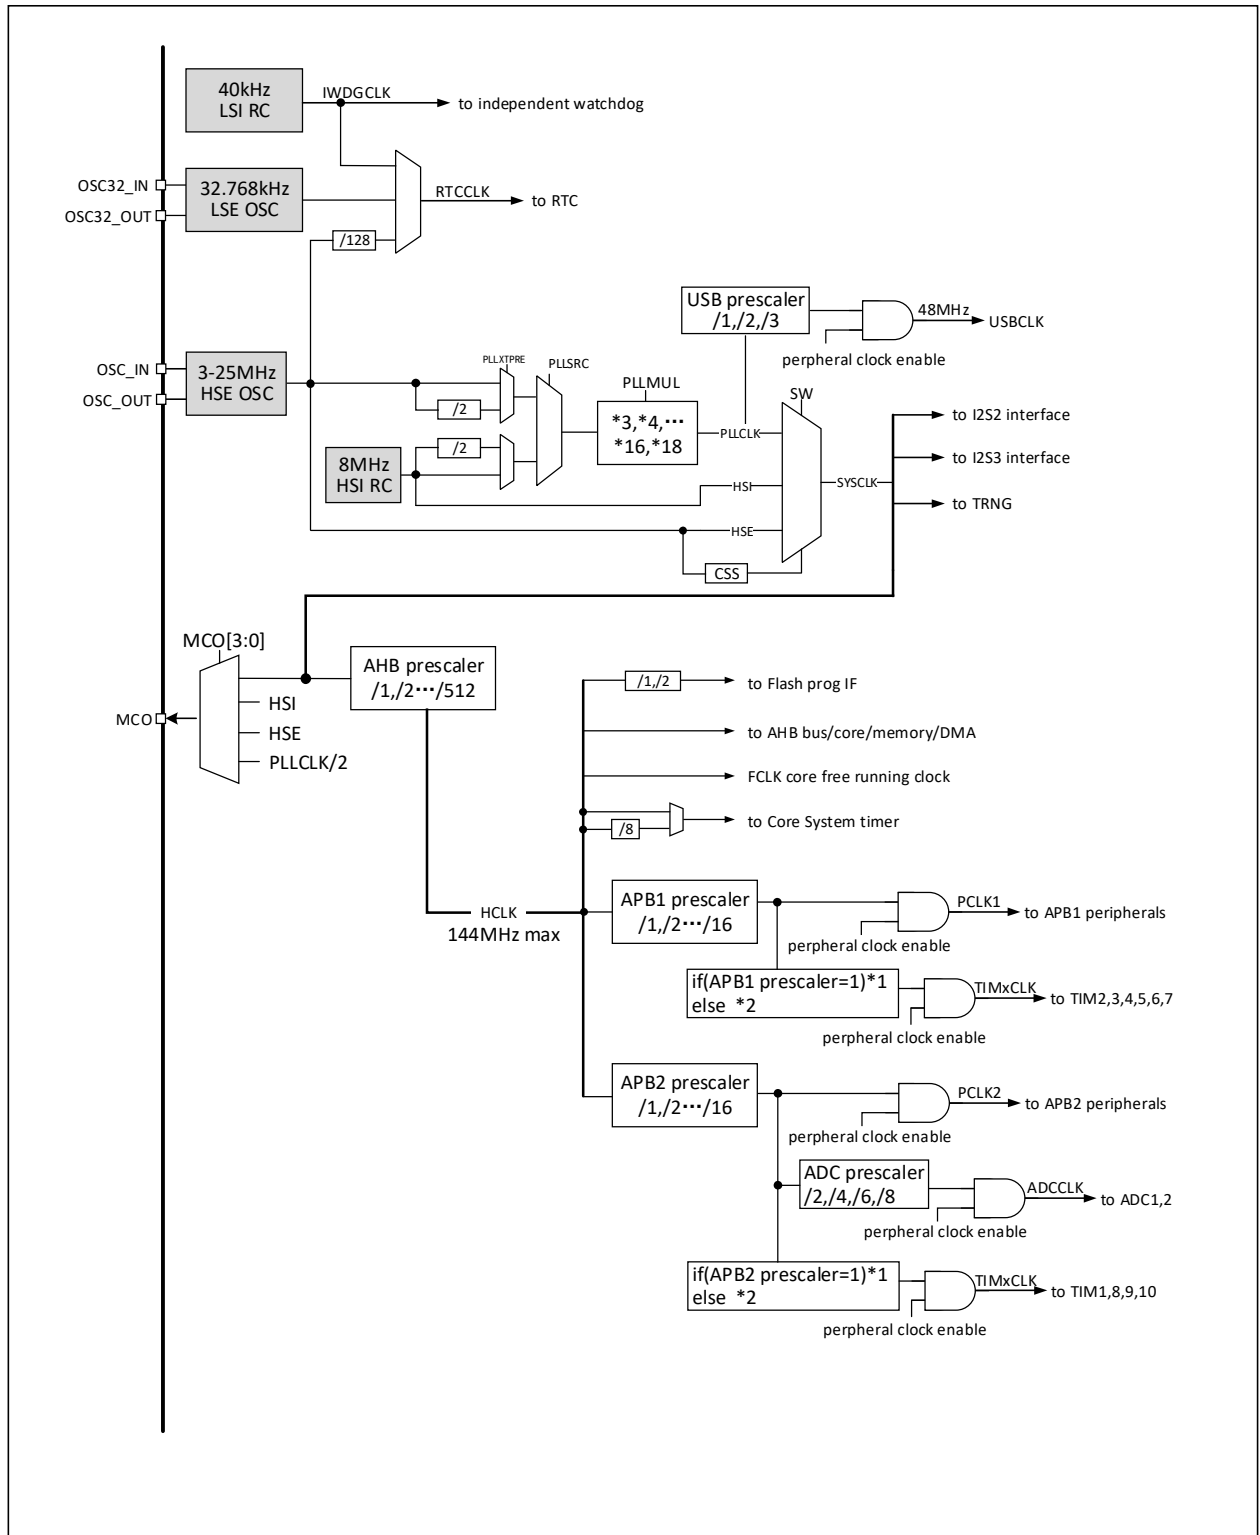 40kHz
LSI RC
IWDGCLK
to independent watchdog
OSC32_IN
OSC32_OUT
32.768kHz
LSE OSC
RTCCLK
to RTC
/128
USB prescaler
/1,/2,/3
48MHz
USBCLK
perpheral clock enable
OSC_IN
OSC_OUT
3-25MHz
HSE OSC
PLLXTPRE
PLLSRC
/2
PLLMUL
*3,*4,···
*16,*18
PLLCLK
SW
/2
8MHz
HSI RC
HSI
HSE
CSS
SYSCLK
to I2S2 interface
to I2S3 interface
to TRNG
MCO[3:0]
MCO
HSI
HSE
PLLCLK/2
AHB prescaler
/1,/2···/512
/1,/2
to Flash prog IF
to AHB bus/core/memory/DMA
FCLK core free running clock
/8
to Core System timer
HCLK
144MHz max
APB1 prescaler
/1,/2···/16
PCLK1
to APB1 peripherals
perpheral clock enable
if(APB1 prescaler=1)*1
else *2
TIMxCLK
to TIM2,3,4,5,6,7
perpheral clock enable
APB2 prescaler
/1,/2···/16
PCLK2
to APB2 peripherals
perpheral clock enable
ADC prescaler
/2,/4,/6,/8
ADCCLK
to ADC1,2
perpheral clock enable
if(APB2 prescaler=1)*1
else *2
TIMxCLK
to TIM1,8,9,10
perpheral clock enable